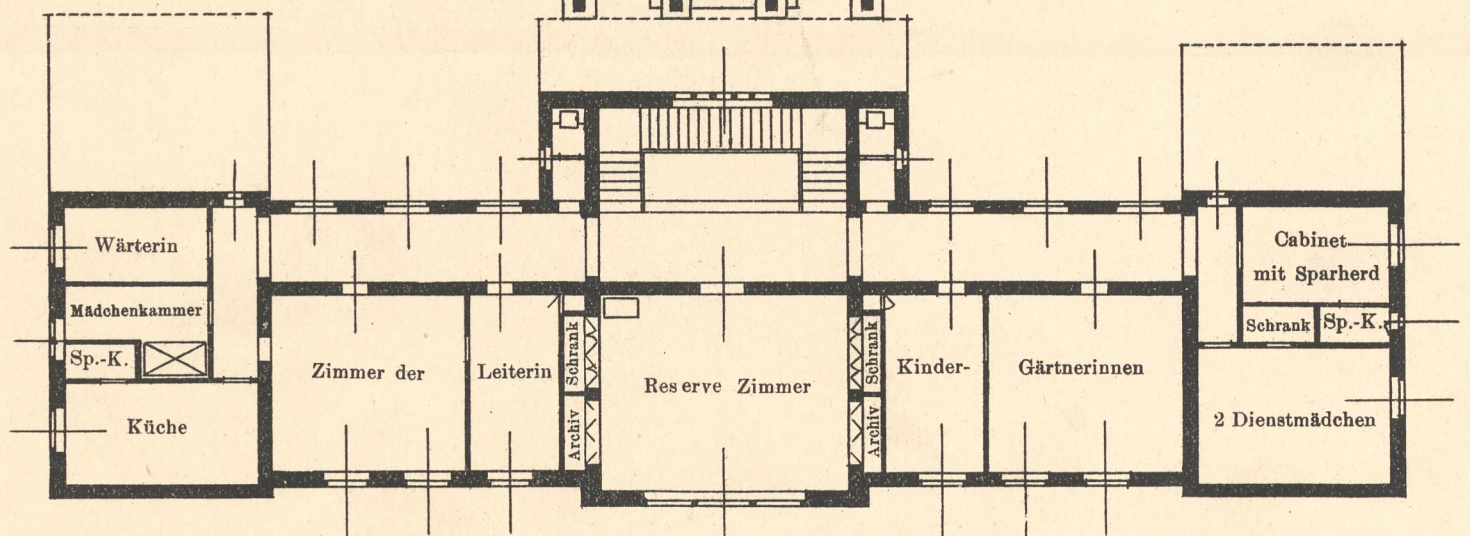 Wärterin
Mädchenkammer
Sp.-K.
Küche
Zimmer der
Leiterin
Schrank
Archiv
Reserve Zimmer
Schrank
Archiv
Kinder-
Gärtnerinnen
Cabinet
mit Sparherd
Schrank
Sp.-K.
2 Dienstmädchen